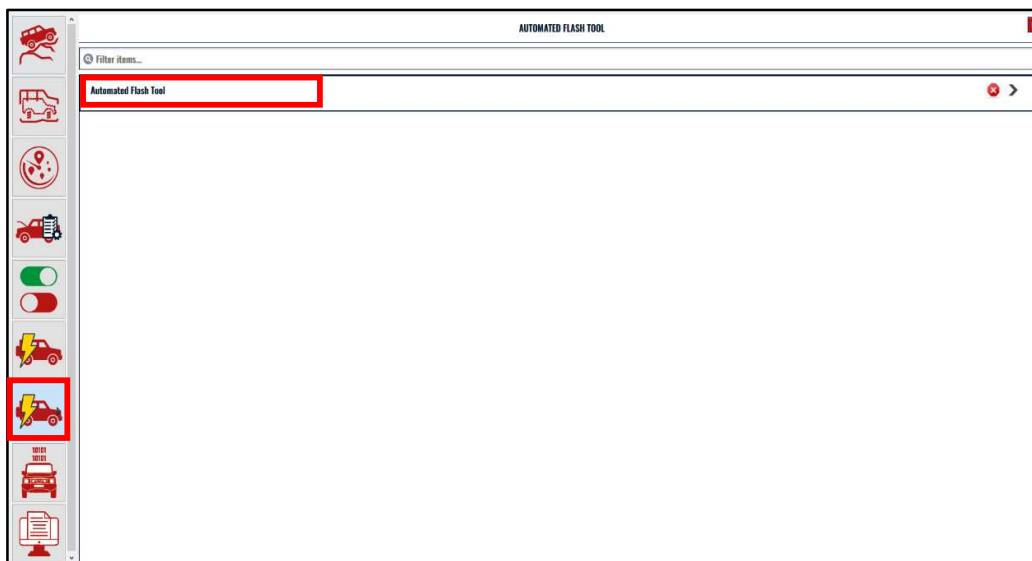 AUTOMATED FLASH TOOL
Filter items...
Automated Flash Tool
10101
10101